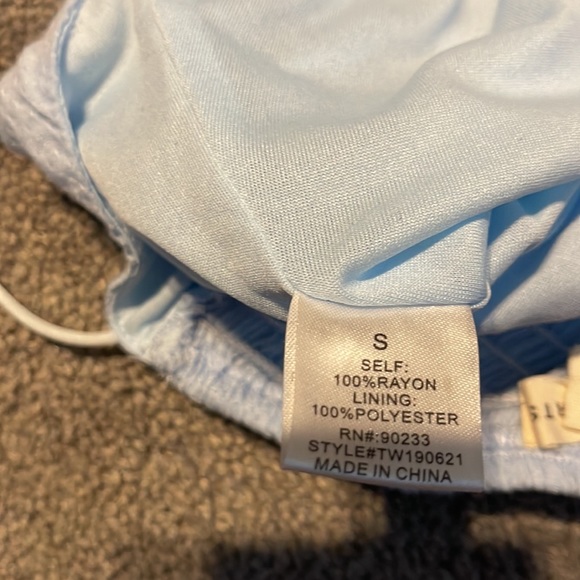 S
SELF:
100%RAYON
LINING:
100%POLYESTER
RN#:90233
STYLE#TW190621
MADE IN CHINA